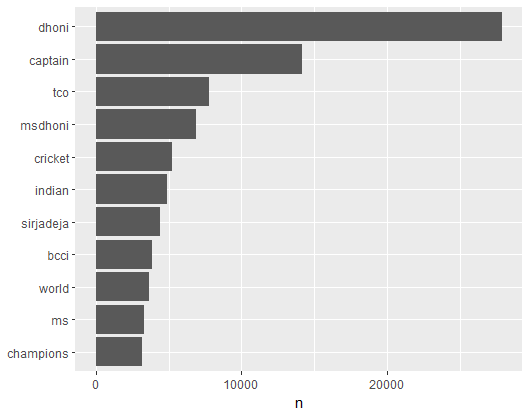 dhoni
captain
tco
msdhoni
cricket
indian
sirjadeja
bcci
world
ms
champions
0 10000 20000
n